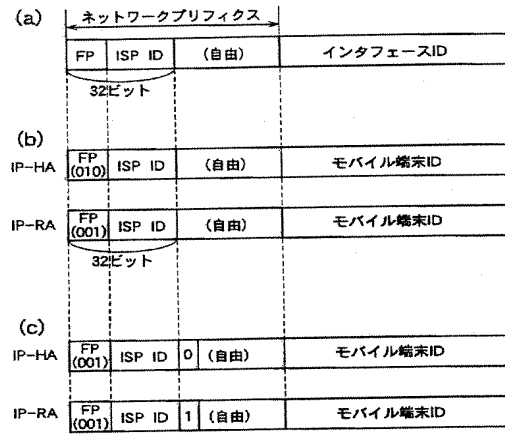 ネットワークプリフィクス
(a)
FP ISP ID (自由) インタフェースID
32ビット
(b)
IP-HA FP (010) ISP ID (自由) モバイル端末ID
IP-RA FP (001) ISP ID (自由) モバイル端末ID
32ビット
(c)
IP-HA FP (001) ISP ID 0 (自由) モバイル端末ID
IP-RA FP (001) ISP ID 1 (自由) モバイル端末ID